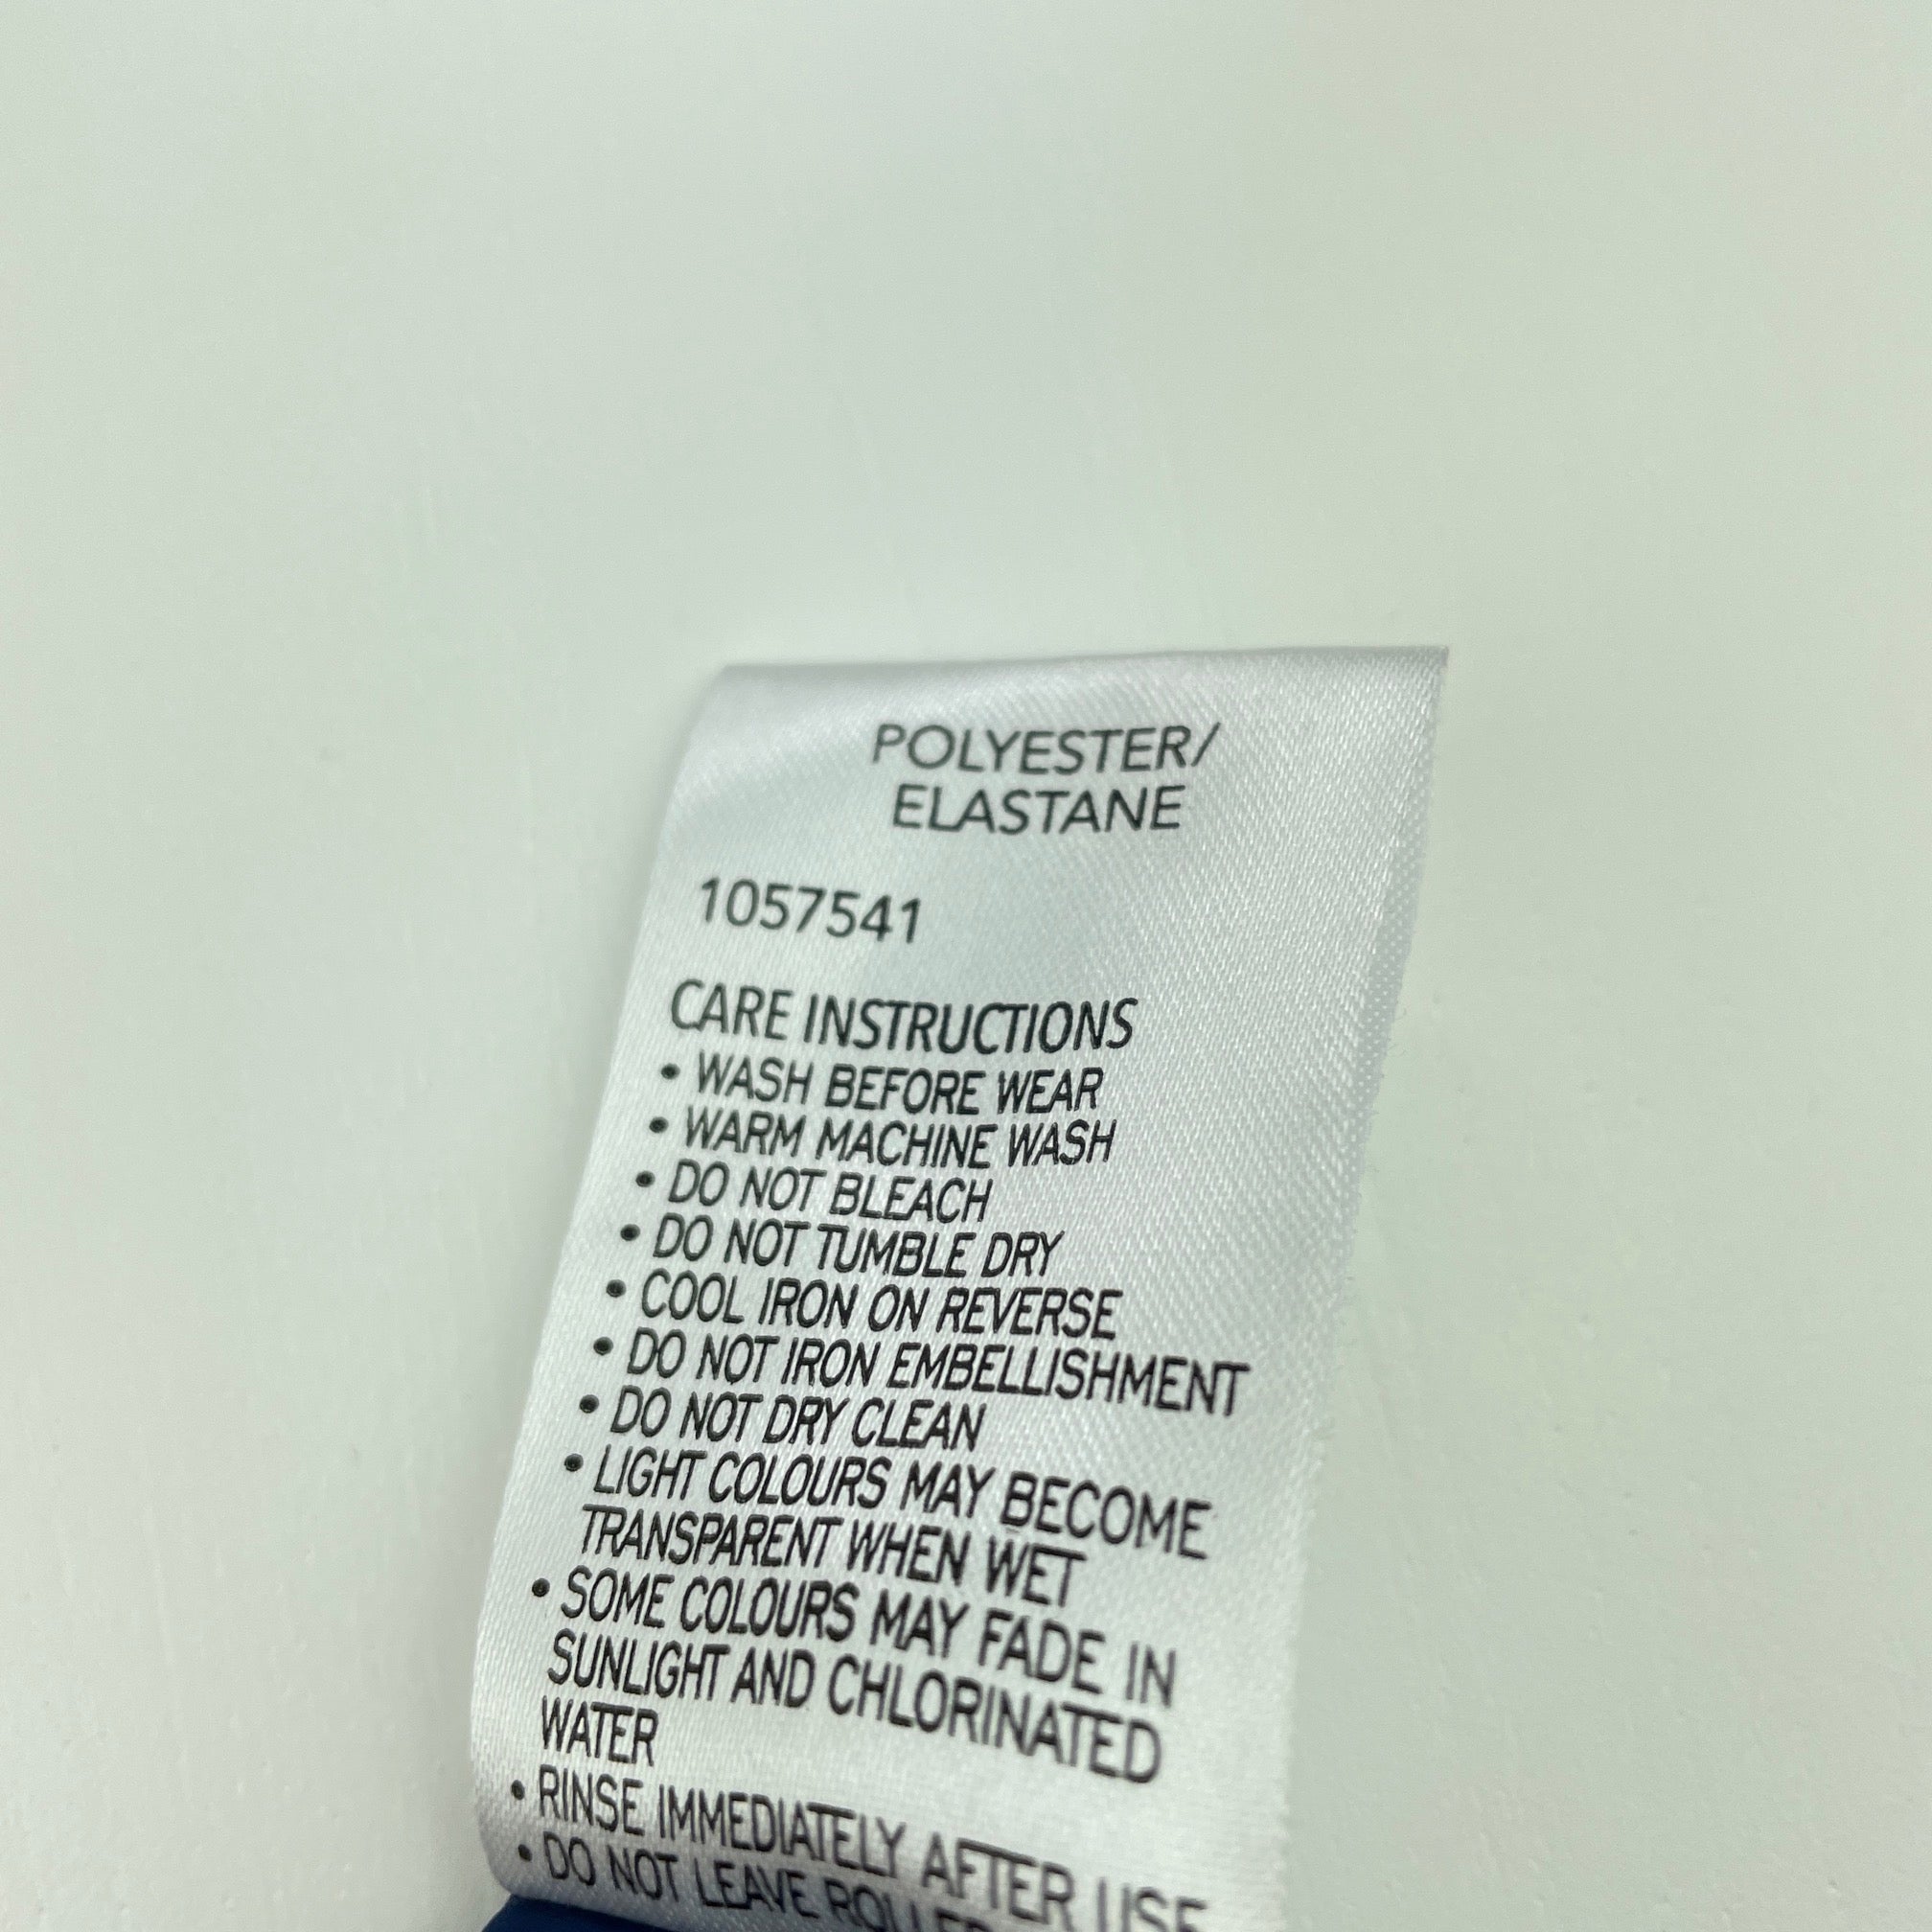 POLYESTER/
ELASTANE
1057541
CARE INSTRUCTIONS
• WASH BEFORE WEAR
• WARM MACHINE WASH
• DO NOT BLEACH
• DO NOT TUMBLE DRY
• COOL IRON ON REVERSE
• DO NOT IRON EMBELLISHMENT
• DO NOT DRY CLEAN
• LIGHT COLOURS MAY BECOME
TRANSPARENT WHEN WET
• SOME COLOURS MAY FADE IN
SUNLIGHT AND CHLORINATED
WATER
• RINSE IMMEDIATELY AFTER USE
• DO NOT LEAVE ROLLED